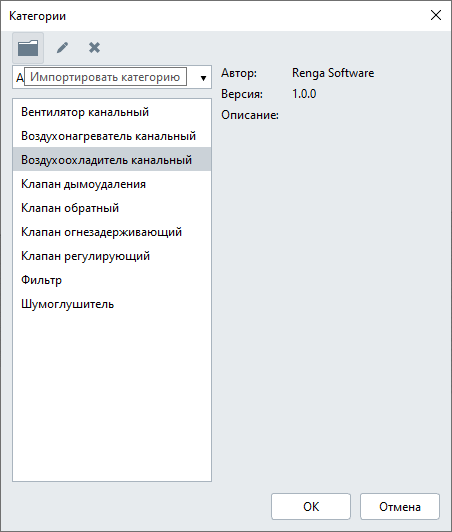 Категории
Импортировать категорию
Автор: Renga Software
Версия: 1.0.0
Описание:
Вентилятор канальный
Воздухонагреватель канальный
Воздухоохладитель канальный
Клапан дымоудаления
Клапан обратный
Клапан огнезадерживающий
Клапан регулирующий
Фильтр
Шумоглушитель
ОК
Отмена